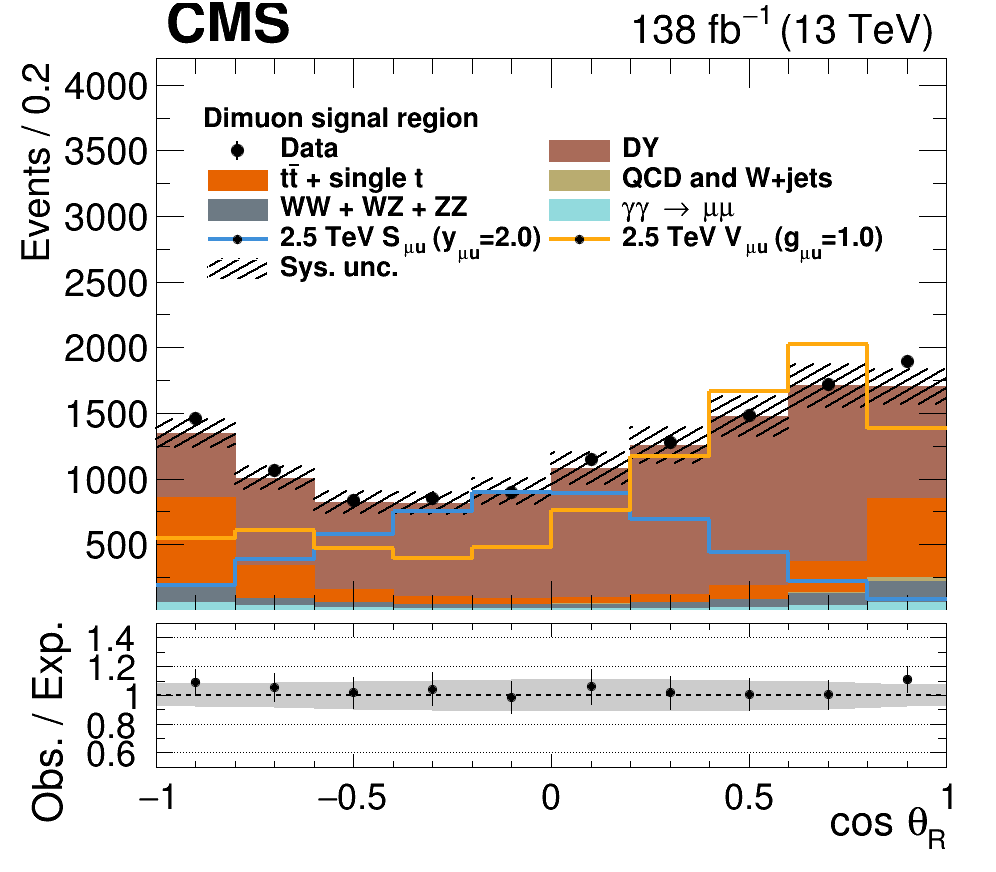 CMS 138 fb⁻¹ (13 TeV)
Events / 0.2
4000
3500
3000
2500
2000
1500
1000
500
Dimuon signal region
Data DY
tt̄ + single t QCD and W+jets
WW + WZ + ZZ γγ → μμ
2.5 TeV S_μu (y_μu=2.0) 2.5 TeV V_μu (g_μu=1.0)
Sys. unc.
Obs. / Exp.
1.4
1.2
1
0.8
0.6
−1 −0.5 0 0.5 1
cos θ_R